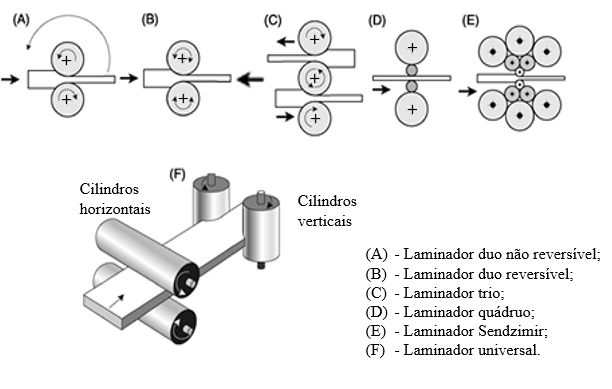 (A)
(B)
(C)
(D)
(E)
(F)
Cilindros
horizontais
Cilindros
verticais
(A) - Laminador duo não reversível;
(B) - Laminador duo reversível;
(C) - Laminador trio;
(D) - Laminador quádruo;
(E) - Laminador Sendzimir;
(F) - Laminador universal.